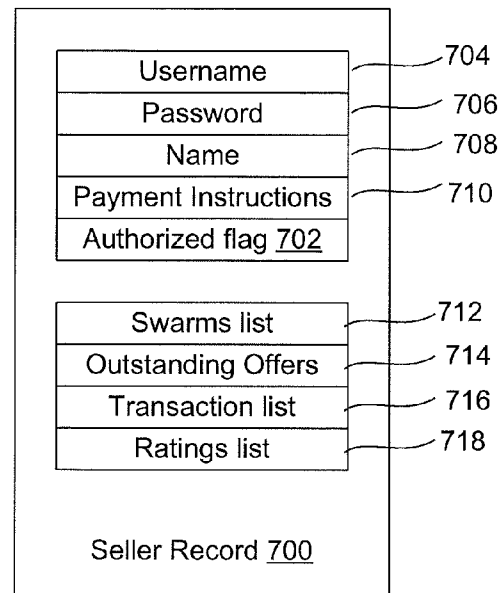 Username 704
Password 706
Name 708
Payment Instructions 710
Authorized flag 702
Swarms list 712
Outstanding Offers 714
Transaction list 716
Ratings list 718
Seller Record 700